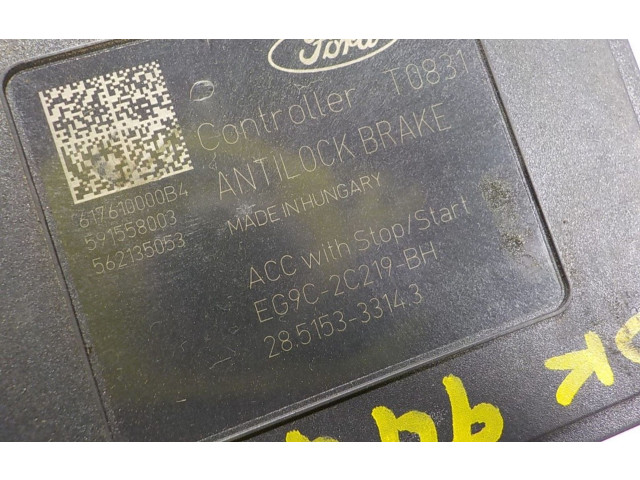 Ford
Controller T0831
ANTILOCK BRAKE
MADE IN HUNGARY
617610000B4
591558003
562135053
ACC with Stop/Start
EG9C-2C219-BH
28.5153-3314.3
OK